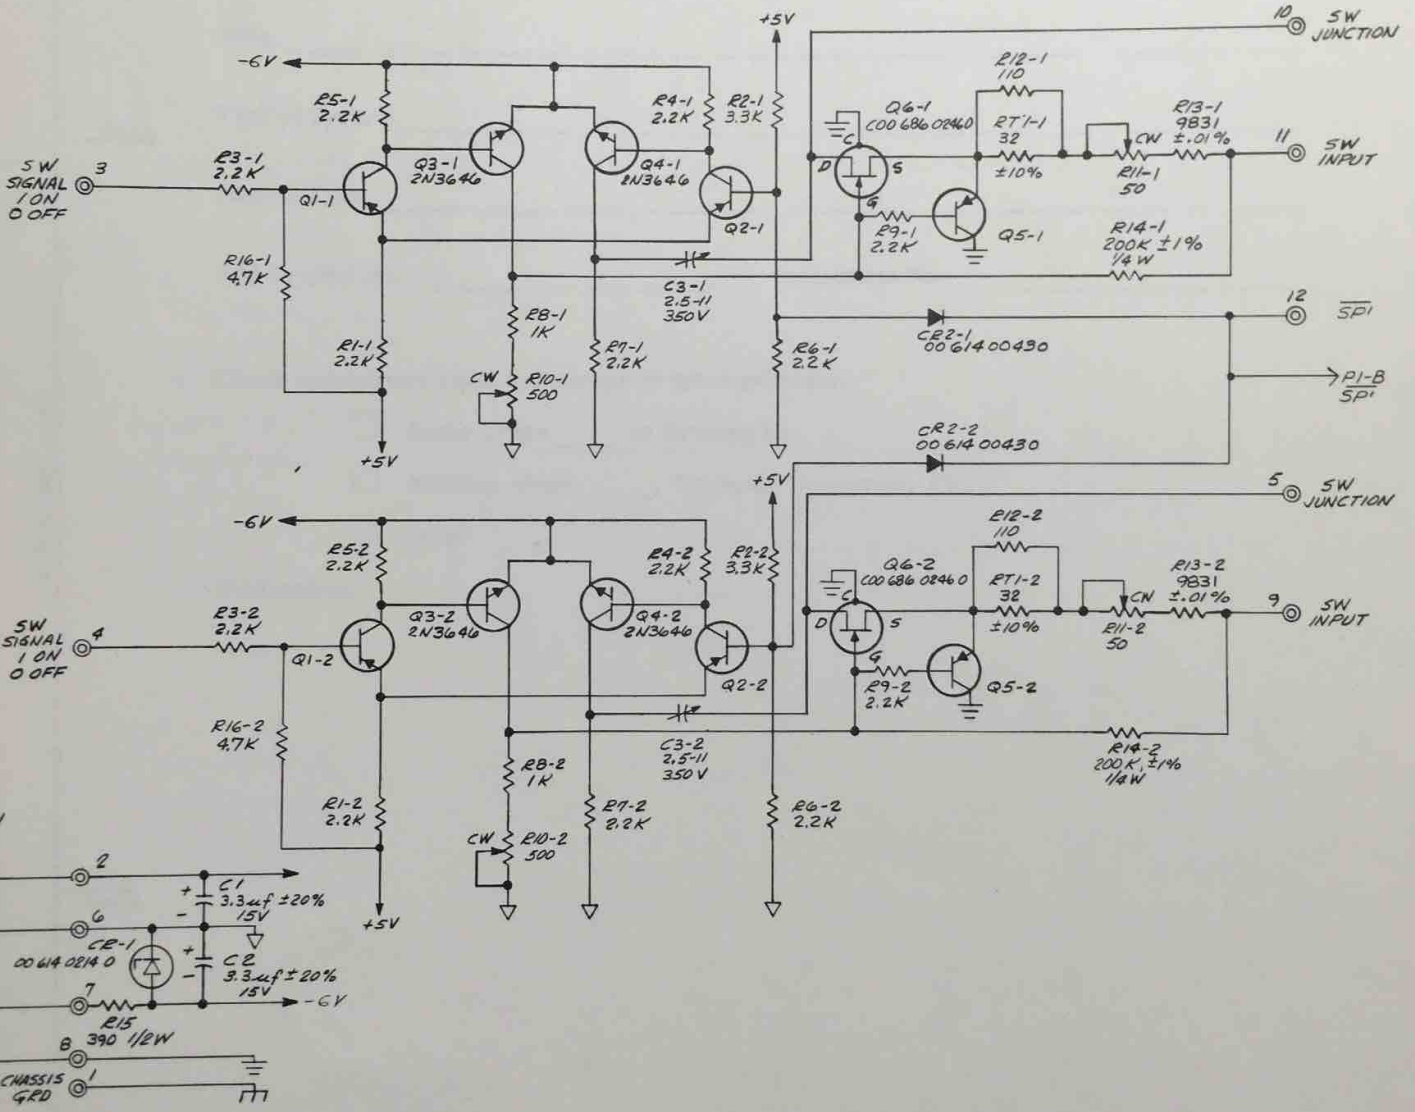 10
SW
JUNCTION
+5V
-6V
R5-1
2.2K
R4-1
2.2K
R2-1
3.3K
R12-1
110
Q6-1
C00 686 02460
RT1-1
32
±10%
R13-1
9831
±.01%
CW
R11-1
50
11
SW
INPUT
SW
SIGNAL
1 ON
0 OFF
3
R3-1
2.2K
Q1-1
Q3-1
2N3646
Q4-1
2N3646
Q2-1
C
D
S
G
R9-1
2.2K
Q5-1
R14-1
200K ±1%
1/4 W
R16-1
4.7K
C3-1
2.5-11
350V
12
SP1
R1-1
2.2K
R8-1
1K
R7-1
2.2K
R6-1
2.2K
CR2-1
00 614 00430
CW
R10-1
500
P1-B
SP1
CR2-2
00 614 00430
+5V
+5V
5
SW
JUNCTION
-6V
R5-2
2.2K
R4-2
2.2K
R2-2
3.3K
R12-2
110
Q6-2
C00 686 02460
RT1-2
32
±10%
R13-2
9831
±.01%
CW
R11-2
50
9
SW
INPUT
SW
SIGNAL
1 ON
0 OFF
4
R3-2
2.2K
Q1-2
Q3-2
2N3646
Q4-2
2N3646
Q2-2
C
D
S
G
R9-2
2.2K
Q5-2
R14-2
200K, ±1%
1/4W
R16-2
4.7K
C3-2
2.5-11
350V
R8-2
1K
R1-2
2.2K
R7-2
2.2K
R6-2
2.2K
CW
R10-2
500
+5V
2
C1
3.3uf ±20%
15V
+
-
6
CR-1
00 614 0214 0
+
-
C2
3.3uf ±20%
15V
7
-6V
R15
390 1/2W
8
CHASSIS
GRD
1